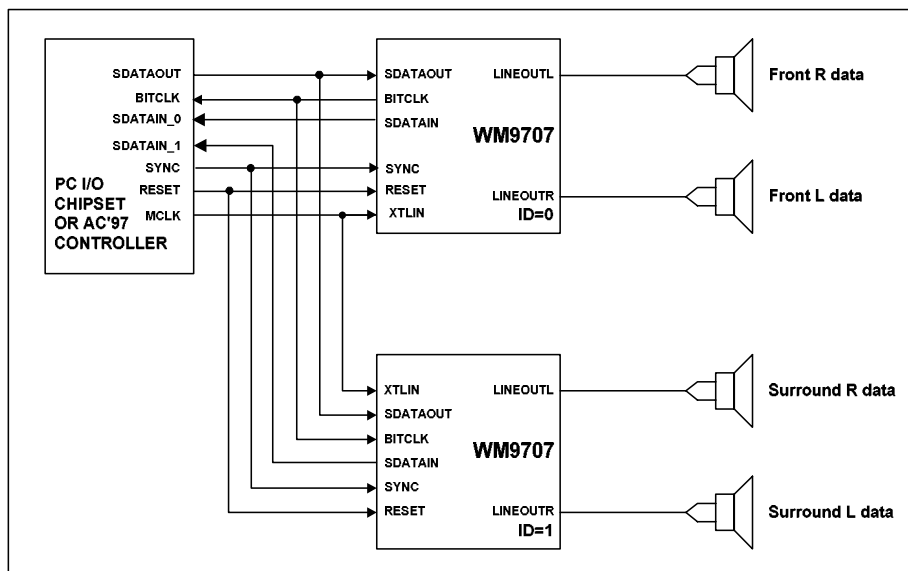 SDATAOUT
BITCLK
SDATAIN_0
SDATAIN_1
SYNC
RESET
MCLK
PC I/O
CHIPSET
OR AC'97
CONTROLLER
SDATAOUT
BITCLK
SDATAIN
SYNC
RESET
XTLIN
LINEOUTL
WM9707
LINEOUTR
ID=0
Front R data
Front L data
XTLIN
SDATAOUT
BITCLK
SDATAIN
SYNC
RESET
LINEOUTL
WM9707
LINEOUTR
ID=1
Surround R data
Surround L data